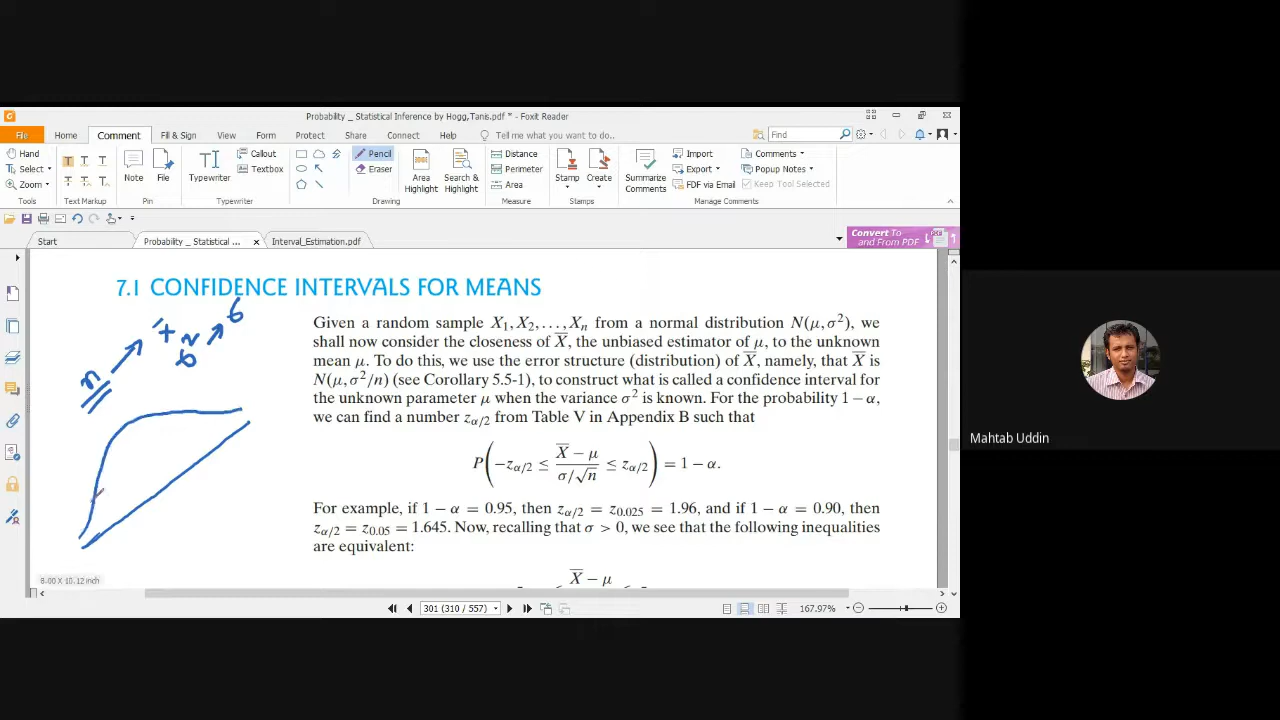 Probability _ Statistical Inference by Hogg,Tanis.pdf * - Foxit Reader
File Home Comment Fill & Sign View Form Protect Share Connect Help Tell me what you want to do.. Find
Hand Select Zoom Tools
T T T T T T Text Markup
Note File Pin
Typewriter Callout Textbox Typewriter
Pencil Eraser Area Highlight Search & Highlight Drawing
Distance Perimeter Area Measure
Stamp Create Stamps
Summarize Comments Import Export FDF via Email Comments Popup Notes Keep Tool Selected Manage Comments
Start Probability _ Statistical ... Interval_Estimation.pdf Convert To and From PDF
7.1 CONFIDENCE INTERVALS FOR MEANS
Given a random sample X₁, X₂, . . . , Xₙ from a normal distribution N(μ, σ²), we
shall now consider the closeness of X̅, the unbiased estimator of μ, to the unknown
mean μ. To do this, we use the error structure (distribution) of X̅, namely, that X̅ is
N(μ, σ²/n) (see Corollary 5.5-1), to construct what is called a confidence interval for
the unknown parameter μ when the variance σ² is known. For the probability 1 − α,
we can find a number z_{α/2} from Table V in Appendix B such that
P(−z_{α/2} ≤ (X̅ − μ)/(σ/√n) ≤ z_{α/2}) = 1 − α.
For example, if 1 − α = 0.95, then z_{α/2} = z_{0.025} = 1.96, and if 1 − α = 0.90, then
z_{α/2} = z_{0.05} = 1.645. Now, recalling that σ > 0, we see that the following inequalities
are equivalent:
X̅ − μ
8.00 X 10.12 inch
301 (310 / 557) 167.97%
Mahtab Uddin